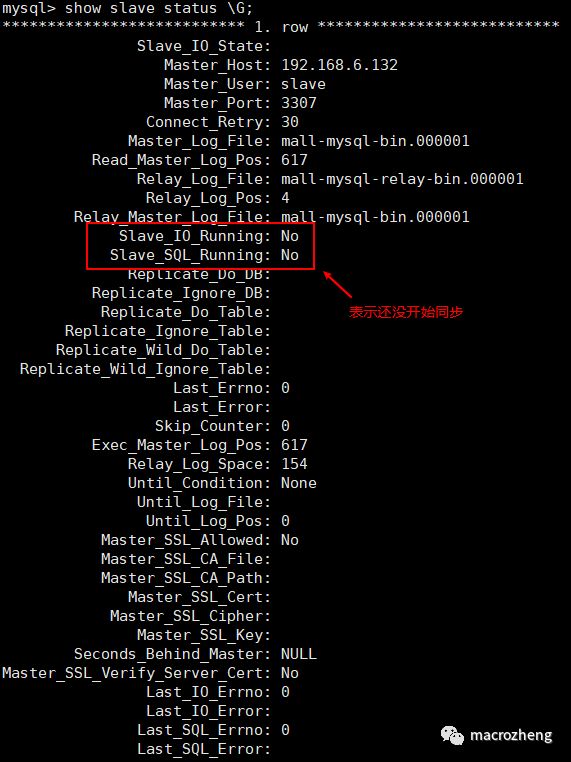 mysql> show slave status \G;
*************************** 1. row ***************************
Slave_IO_State:
Master_Host: 192.168.6.132
Master_User: slave
Master_Port: 3307
Connect_Retry: 30
Master_Log_File: mall-mysql-bin.000001
Read_Master_Log_Pos: 617
Relay_Log_File: mall-mysql-relay-bin.000001
Relay_Log_Pos: 4
Relay_Master_Log_File: mall-mysql-bin.000001
Slave_IO_Running: No
Slave_SQL_Running: No
Replicate_Do_DB:
Replicate_Ignore_DB:
Replicate_Do_Table:
表示还没开始同步
Replicate_Ignore_Table:
Replicate_Wild_Do_Table:
Replicate_Wild_Ignore_Table:
Last_Errno: 0
Last_Error:
Skip_Counter: 0
Exec_Master_Log_Pos: 617
Relay_Log_Space: 154
Until_Condition: None
Until_Log_File:
Until_Log_Pos: 0
Master_SSL_Allowed: No
Master_SSL_CA_File:
Master_SSL_CA_Path:
Master_SSL_Cert:
Master_SSL_Cipher:
Master_SSL_Key:
Seconds_Behind_Master: NULL
Master_SSL_Verify_Server_Cert: No
Last_IO_Errno: 0
Last_IO_Error:
Last_SQL_Errno: 0
Last_SQL_Error:
macrozheng